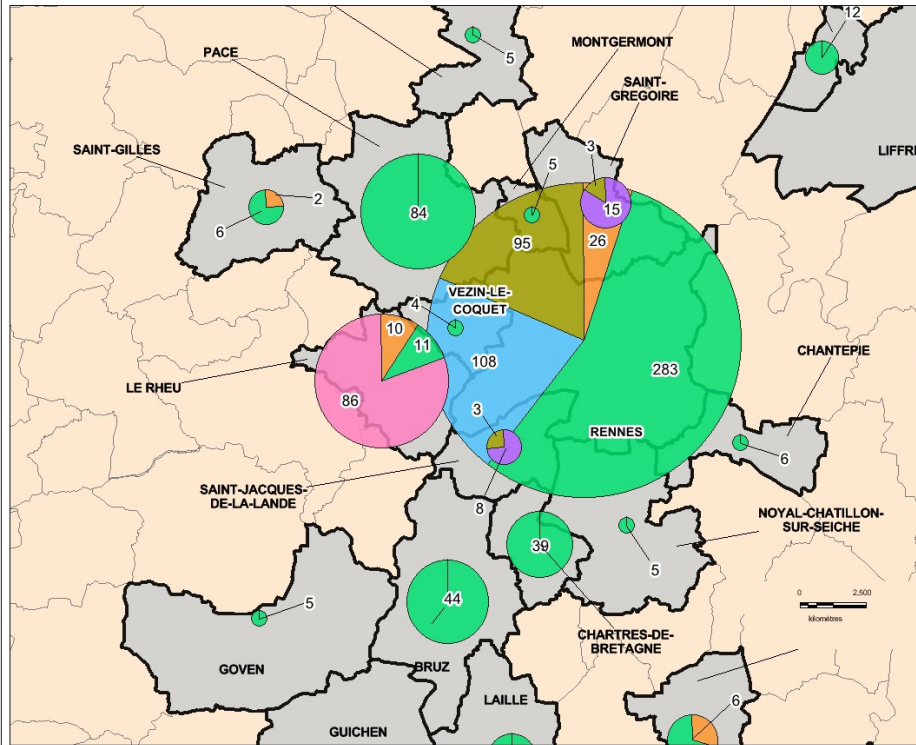 12
5
MONTGERMONT
PACE
SAINT-
GREGOIRE
SAINT-GILLES
3
LIFFR
5
2
6
84
15
95
26
4
VEZIN-LE-
COQUET
10
11
CHANTEPIE
108
283
LE RHEU
86
3
RENNES
6
SAINT-JACQUES-
DE-LA-LANDE
8
NOYAL-CHATILLON-
SUR-SEICHE
39
5
44
5
0 2,500
kilomètres
CHARTRES-DE-
BRETAGNE
GOVEN
BRUZ
LAILLE
6
GUICHEN